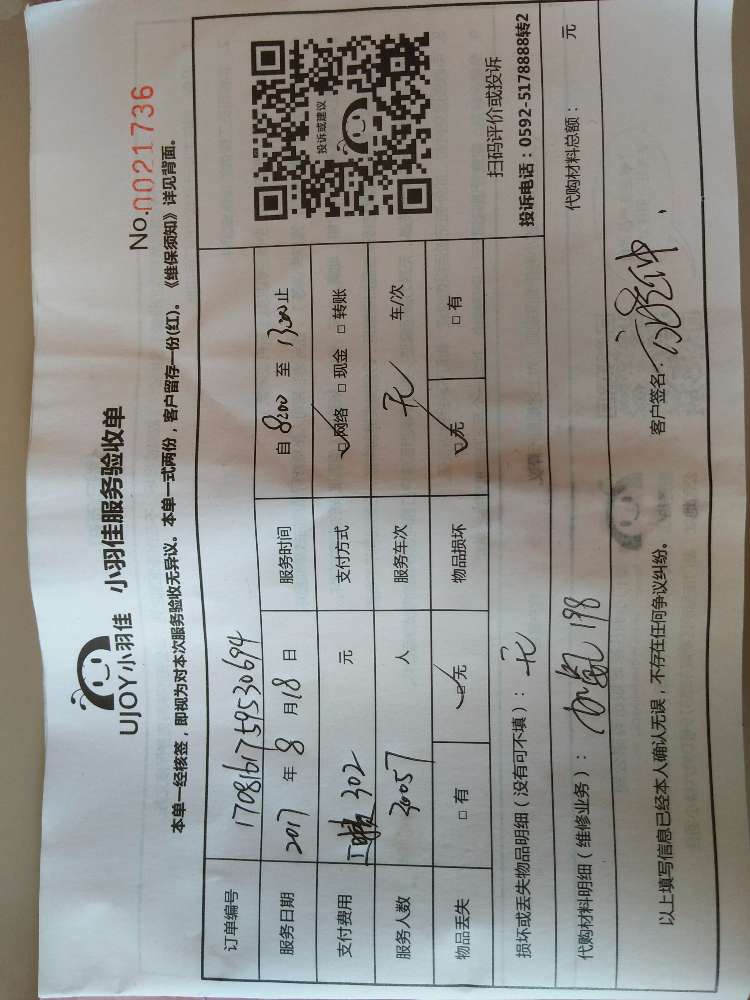 UJOY小羽佳 小羽佳服务验收单
No.0021736
本单一经核签，即视为对本次服务验收无异议。本单一式两份，客户留存一份(红)。《维保须知》详见背面。
订单编号 1708161759530694
服务日期 2017 年 8 月 18 日 服务时间 自 8:00 至 13:00 止
支付费用 302 元 支付方式 ☑网络 □现金 □转账
服务人数 30057 人 服务车次 无 车/次
物品丢失 □有 ☑无 物品损坏 ☑无 □有
投诉或建议
扫码评价或投诉
投诉电话：0592-5178888转2
损坏或丢失物品明细（没有可不填）：无
代购材料明细（维修业务）： 198 代购材料总额： 元
以上填写信息已经本人确认无误，不存在任何争议纠纷。 客户签名：